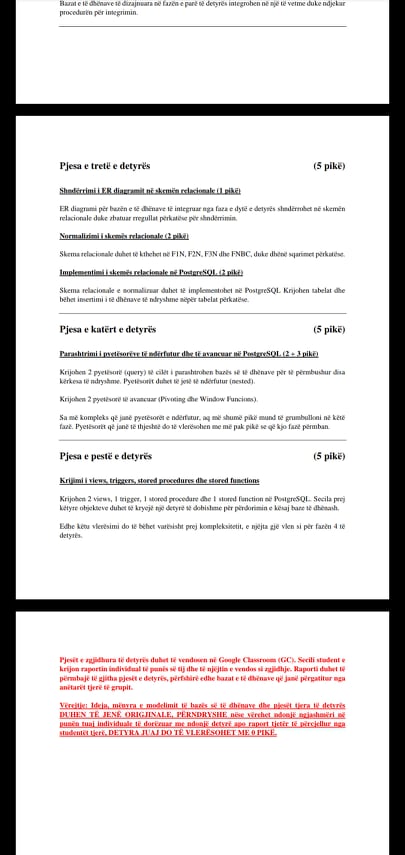 Bazat e të dhënave të dizajnuara në fazën e parë të detyrës integrohen në një të vetme duke ndjekur
procedurën për integrimin.
Pjesa e tretë e detyrës (5 pikë)
Shndërrimi i ER diagramit në skemën relacionale (1 pikë)
ER diagrami për bazën e të dhënave të integruar nga faza e dytë e detyrës shndërrohet në skemën
relacionale duke zbatuar rregullat përkatëse për shndërrimin.
Normalizimi i skemës relacionale (2 pikë)
Skema relacionale duhet të kthehet në F1N, F2N, F3N dhe FNBC, duke dhënë sqarimet përkatëse.
Implementimi i skemës relacionale në PostgreSQL (2 pikë)
Skema relacionale e normalizuar duhet të implementohet në PostgreSQL Krijohen tabelat dhe
bëhet insertimi i të dhënave të ndryshme nëpër tabelat përkatëse.
Pjesa e katërt e detyrës (5 pikë)
Parashtrimi i pyetësorëve të ndërfutur dhe të avancuar në PostgreSQL (2 + 3 pikë)
Krijohen 2 pyetësorë (query) të cilët i parashtrohen bazës së të dhënave për të përmbushur disa
kërkesa të ndryshme. Pyetësorët duhet të jetë të ndërfutur (nested).
Krijohen 2 pyetësorë të avancuar (Pivoting dhe Window Funcions).
Sa më kompleks që janë pyetësorët e ndërfutur, aq më shumë pikë mund të grumbulloni në këtë
fazë. Pyetësorët që janë të thjeshtë do të vlerësohen me më pak pikë se që kjo fazë përmban.
Pjesa e pestë e detyrës (5 pikë)
Krijimi i views, triggers, stored procedures dhe stored functions
Krijohen 2 views, 1 trigger, 1 stored procedure dhe 1 stored function në PostgreSQL. Secila prej
këtyre objekteve duhet të kryejë një detyrë të dobishme për përdorimin e kësaj baze të dhënash.
Edhe këtu vlerësimi do të bëhet varësisht prej kompleksitetit, e njëjta gjë vlen si për fazën 4 të
detyrës.
Pjesët e zgjidhura të detyrës duhet të vendosen në Google Classroom (GC). Secili student e
krijon raportin individual të punës së tij dhe të njëjtin e vendos si zgjidhje. Raporti duhet të
përmbajë të gjitha pjesët e detyrës, përfshirë edhe bazat e të dhënave që janë përgatitur nga
anëtarët tjerë të grupit.
Vërejtje: Ideja, mënyra e modelimit të bazës së të dhënave dhe pjesët tjera të detyrës
DUHEN TË JENË ORIGJINALE, PËRNDRYSHE nëse vërehet ndonjë ngjashmëri në
punën tuaj individuale të dorëzuar me ndonjë detyrë apo raport tjetër të përcjellur nga
studentët tjerë, DETYRA JUAJ DO TË VLERËSOHET ME 0 PIKË.